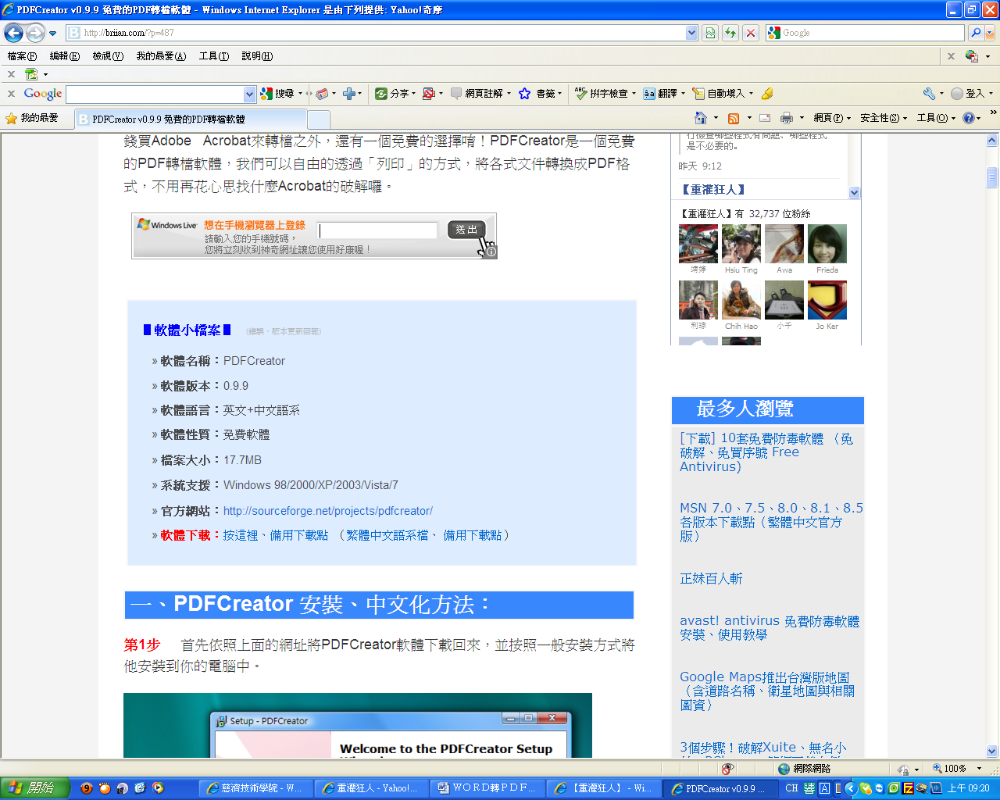 PDFCreator v0.9.9 免費的PDF轉檔軟體 - Windows Internet Explorer 是由下列提供: Yahoo!奇摩
http://briian.com/?p=487
Google
檔案(F) 編輯(E) 檢視(V) 我的最愛(A) 工具(T) 說明(H)
Google 搜尋 分享 網頁註解 書籤 拼字檢查 翻譯 自動填入 登入
我的最愛 PDFCreator v0.9.9 免費的PDF轉檔軟體 網頁(P) 安全性(S) 工具(O)
錢買Adobe Acrobat來轉檔之外，還有一個免費的選擇唷！PDFCreator是一個免費
的PDF轉檔軟體，我們可以自由的透過「列印」的方式，將各式文件轉換成PDF格
式，不用再花心思找什麼Acrobat的破解囉。
Windows Live
想在手機瀏覽器上登錄
請輸入您的手機號碼，
您將立刻收到神奇網址讓您使用好康喔！
送出
軟體小檔案 (錯誤、版本更新回報)
» 軟體名稱：PDFCreator
» 軟體版本：0.9.9
» 軟體語言：英文+中文語系
» 軟體性質：免費軟體
» 檔案大小：17.7MB
» 系統支援：Windows 98/2000/XP/2003/Vista/7
» 官方網站：http://sourceforge.net/projects/pdfcreator/
» 軟體下載：按這裡、備用下載點 （繁體中文語系檔、 備用下載點）
一、PDFCreator 安裝、中文化方法：
第1步 首先依照上面的網址將PDFCreator軟體下載回來，並按照一般安裝方式將
他安裝到你的電腦中。
Setup - PDFCreator
Welcome to the PDFCreator Setup
行檢查哪些程式有問題、哪些程式
是不必要的。
昨天 9:12
【重灌狂人】
【重灌狂人】有 32,737 位粉絲
Hsiu Ting Awa Frieda
Chih Hao 小千 Jo Ker
最多人瀏覽
[下載] 10套免費防毒軟體 （免
破解、免買序號 Free
Antivirus)
MSN 7.0、7.5、8.0、8.1、8.5
各版本下載點（繁體中文官方
版）
正妹百人斬
avast! antivirus 免費防毒軟體
安裝、使用教學
Google Maps推出台灣版地圖
（含道路名稱、衛星地圖與相關
圖資）
3個步驟！破解Xuite、無名小
網際網路 100%
開始 慈濟技術學院 - W... 重灌狂人 - Yahoo!... WORD轉PDF... 【重灌狂人】 - Wi... PDFCreator v0.9.9 ... CH 上午 09:20